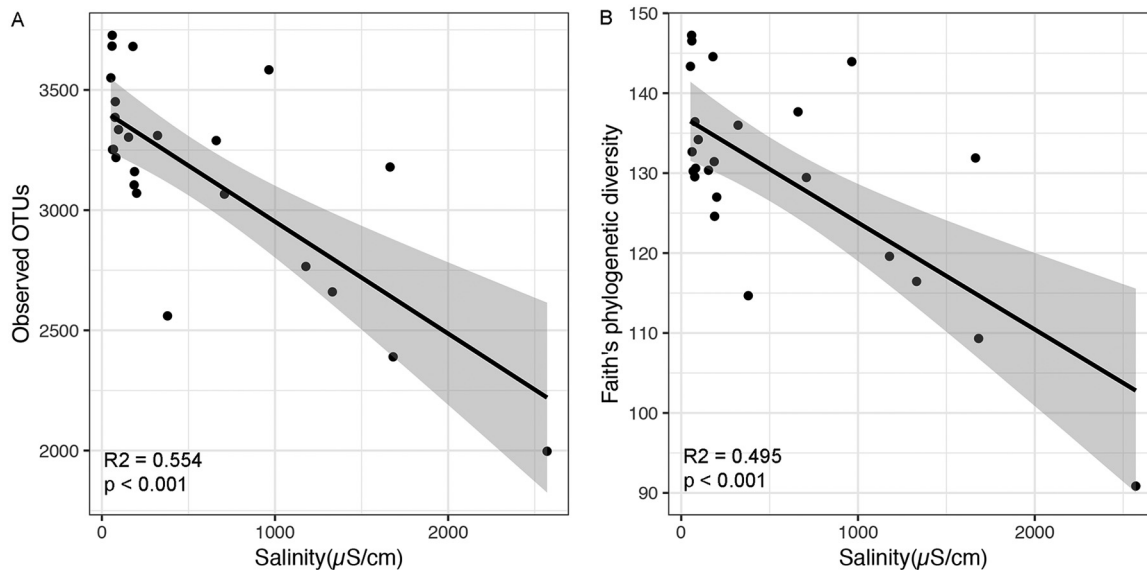 A
Observed OTUs
3500
3000
2500
2000
R2 = 0.554
p < 0.001
0
1000
2000
Salinity(µS/cm)
B
Faith's phylogenetic diversity
150
140
130
120
110
100
90
R2 = 0.495
p < 0.001
0
1000
2000
Salinity(µS/cm)